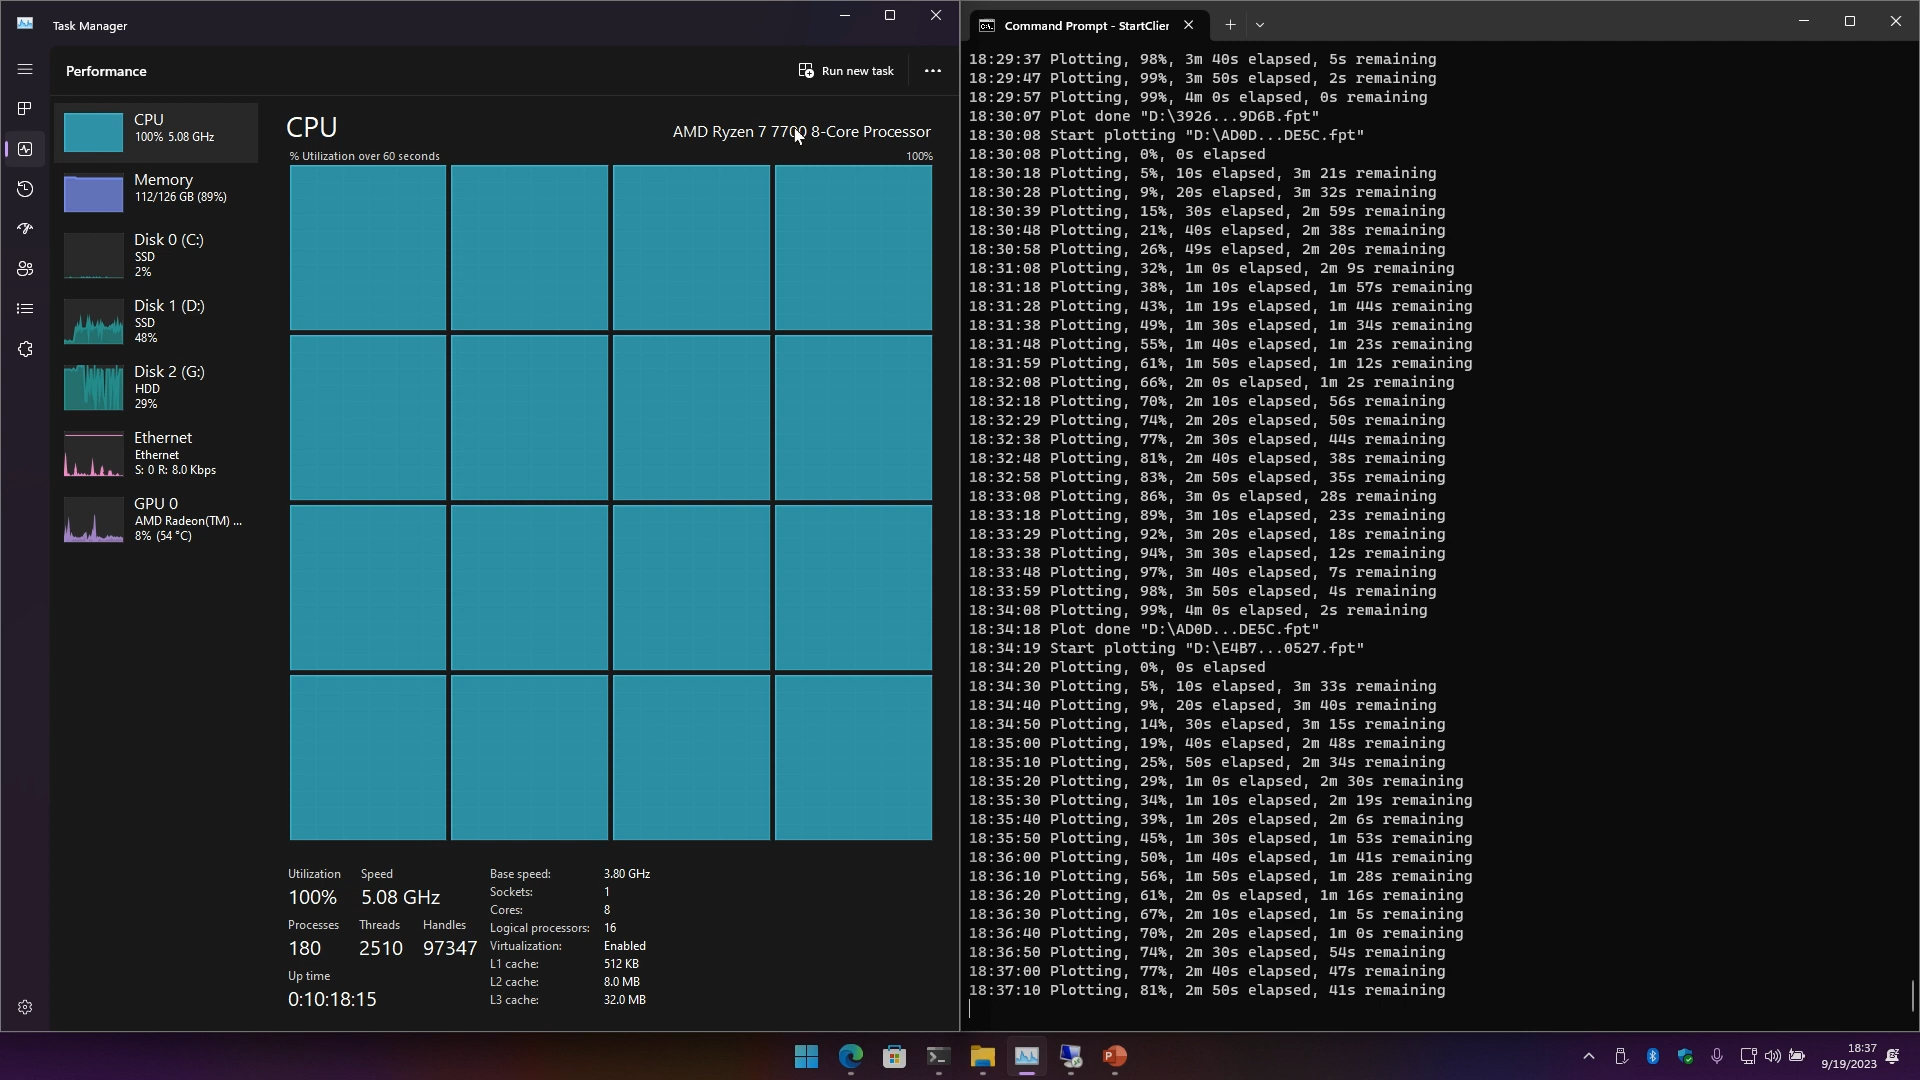 Task Manager
Performance
Run new task
CPU
100% 5.08 GHz
Memory
112/126 GB (89%)
Disk 0 (C:)
SSD
2%
Disk 1 (D:)
SSD
48%
Disk 2 (G:)
HDD
29%
Ethernet
Ethernet
S: 0 R: 8.0 Kbps
GPU 0
AMD Radeon(TM) ...
8% (54 °C)
CPU
AMD Ryzen 7 7700 8-Core Processor
% Utilization over 60 seconds
100%
Utilization
Speed
100%
5.08 GHz
Processes
Threads
Handles
180
2510
97347
Up time
0:10:18:15
Base speed: 3.80 GHz
Sockets: 1
Cores: 8
Logical processors: 16
Virtualization: Enabled
L1 cache: 512 KB
L2 cache: 8.0 MB
L3 cache: 32.0 MB
Command Prompt - StartClier
18:29:37 Plotting, 98%, 3m 40s elapsed, 5s remaining
18:29:47 Plotting, 99%, 3m 50s elapsed, 2s remaining
18:29:57 Plotting, 99%, 4m 0s elapsed, 0s remaining
18:30:07 Plot done "D:\3926...9D6B.fpt"
18:30:08 Start plotting "D:\AD0D...DE5C.fpt"
18:30:08 Plotting, 0%, 0s elapsed
18:30:18 Plotting, 5%, 10s elapsed, 3m 21s remaining
18:30:28 Plotting, 9%, 20s elapsed, 3m 32s remaining
18:30:39 Plotting, 15%, 30s elapsed, 2m 59s remaining
18:30:48 Plotting, 21%, 40s elapsed, 2m 38s remaining
18:30:58 Plotting, 26%, 49s elapsed, 2m 20s remaining
18:31:08 Plotting, 32%, 1m 0s elapsed, 2m 9s remaining
18:31:18 Plotting, 38%, 1m 10s elapsed, 1m 57s remaining
18:31:28 Plotting, 43%, 1m 19s elapsed, 1m 44s remaining
18:31:38 Plotting, 49%, 1m 30s elapsed, 1m 34s remaining
18:31:48 Plotting, 55%, 1m 40s elapsed, 1m 23s remaining
18:31:59 Plotting, 61%, 1m 50s elapsed, 1m 12s remaining
18:32:08 Plotting, 66%, 2m 0s elapsed, 1m 2s remaining
18:32:18 Plotting, 70%, 2m 10s elapsed, 56s remaining
18:32:29 Plotting, 74%, 2m 20s elapsed, 50s remaining
18:32:38 Plotting, 77%, 2m 30s elapsed, 44s remaining
18:32:48 Plotting, 81%, 2m 40s elapsed, 38s remaining
18:32:58 Plotting, 83%, 2m 50s elapsed, 35s remaining
18:33:08 Plotting, 86%, 3m 0s elapsed, 28s remaining
18:33:18 Plotting, 89%, 3m 10s elapsed, 23s remaining
18:33:29 Plotting, 92%, 3m 20s elapsed, 18s remaining
18:33:38 Plotting, 94%, 3m 30s elapsed, 12s remaining
18:33:48 Plotting, 97%, 3m 40s elapsed, 7s remaining
18:33:59 Plotting, 98%, 3m 50s elapsed, 4s remaining
18:34:08 Plotting, 99%, 4m 0s elapsed, 2s remaining
18:34:18 Plot done "D:\AD0D...DE5C.fpt"
18:34:19 Start plotting "D:\E4B7...0527.fpt"
18:34:20 Plotting, 0%, 0s elapsed
18:34:30 Plotting, 5%, 10s elapsed, 3m 33s remaining
18:34:40 Plotting, 9%, 20s elapsed, 3m 40s remaining
18:34:50 Plotting, 14%, 30s elapsed, 3m 15s remaining
18:35:00 Plotting, 19%, 40s elapsed, 2m 48s remaining
18:35:10 Plotting, 25%, 50s elapsed, 2m 34s remaining
18:35:20 Plotting, 29%, 1m 0s elapsed, 2m 30s remaining
18:35:30 Plotting, 34%, 1m 10s elapsed, 2m 19s remaining
18:35:40 Plotting, 39%, 1m 20s elapsed, 2m 6s remaining
18:35:50 Plotting, 45%, 1m 30s elapsed, 1m 53s remaining
18:36:00 Plotting, 50%, 1m 40s elapsed, 1m 41s remaining
18:36:10 Plotting, 56%, 1m 50s elapsed, 1m 28s remaining
18:36:20 Plotting, 61%, 2m 0s elapsed, 1m 16s remaining
18:36:30 Plotting, 67%, 2m 10s elapsed, 1m 5s remaining
18:36:40 Plotting, 70%, 2m 20s elapsed, 1m 0s remaining
18:36:50 Plotting, 74%, 2m 30s elapsed, 54s remaining
18:37:00 Plotting, 77%, 2m 40s elapsed, 47s remaining
18:37:10 Plotting, 81%, 2m 50s elapsed, 41s remaining
18:37
9/19/2023